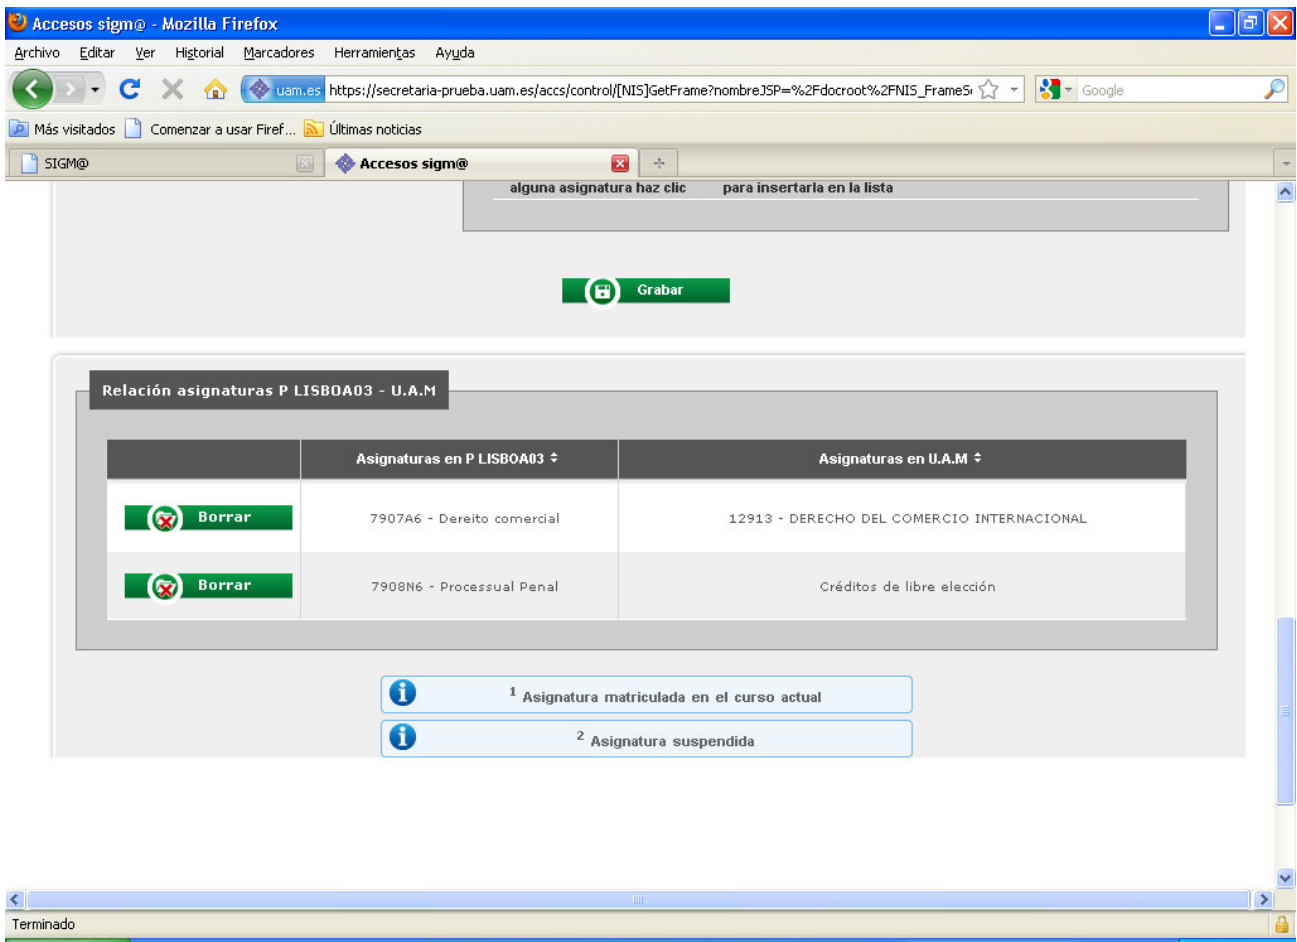 Accesos sigm@ - Mozilla Firefox
Archivo Editar Ver Historial Marcadores Herramientas Ayuda
uam.es https://secretaria-prueba.uam.es/accs/control/[NIS]GetFrame?nombreJSP=%2Fdocroot%2FNIS_FrameSe Google
Más visitados Comenzar a usar Firef... Últimas noticias
SIGM@ Accesos sigm@
alguna asignatura haz clic para insertarla en la lista
Grabar
Relación asignaturas P LISBOA03 - U.A.M
Asignaturas en P LISBOA03 Asignaturas en U.A.M
Borrar 7907A6 - Dereito comercial 12913 - DERECHO DEL COMERCIO INTERNACIONAL
Borrar 7908N6 - Processual Penal Créditos de libre elección
1 Asignatura matriculada en el curso actual
2 Asignatura suspendida
Terminado